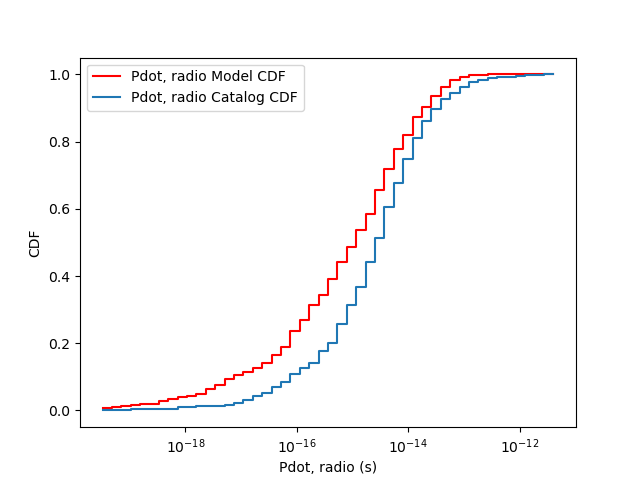 Pdot, radio Model CDF
Pdot, radio Catalog CDF
1.0
0.8
0.6
0.4
0.2
0.0
CDF
10⁻¹⁸
10⁻¹⁶
10⁻¹⁴
10⁻¹²
Pdot, radio (s)